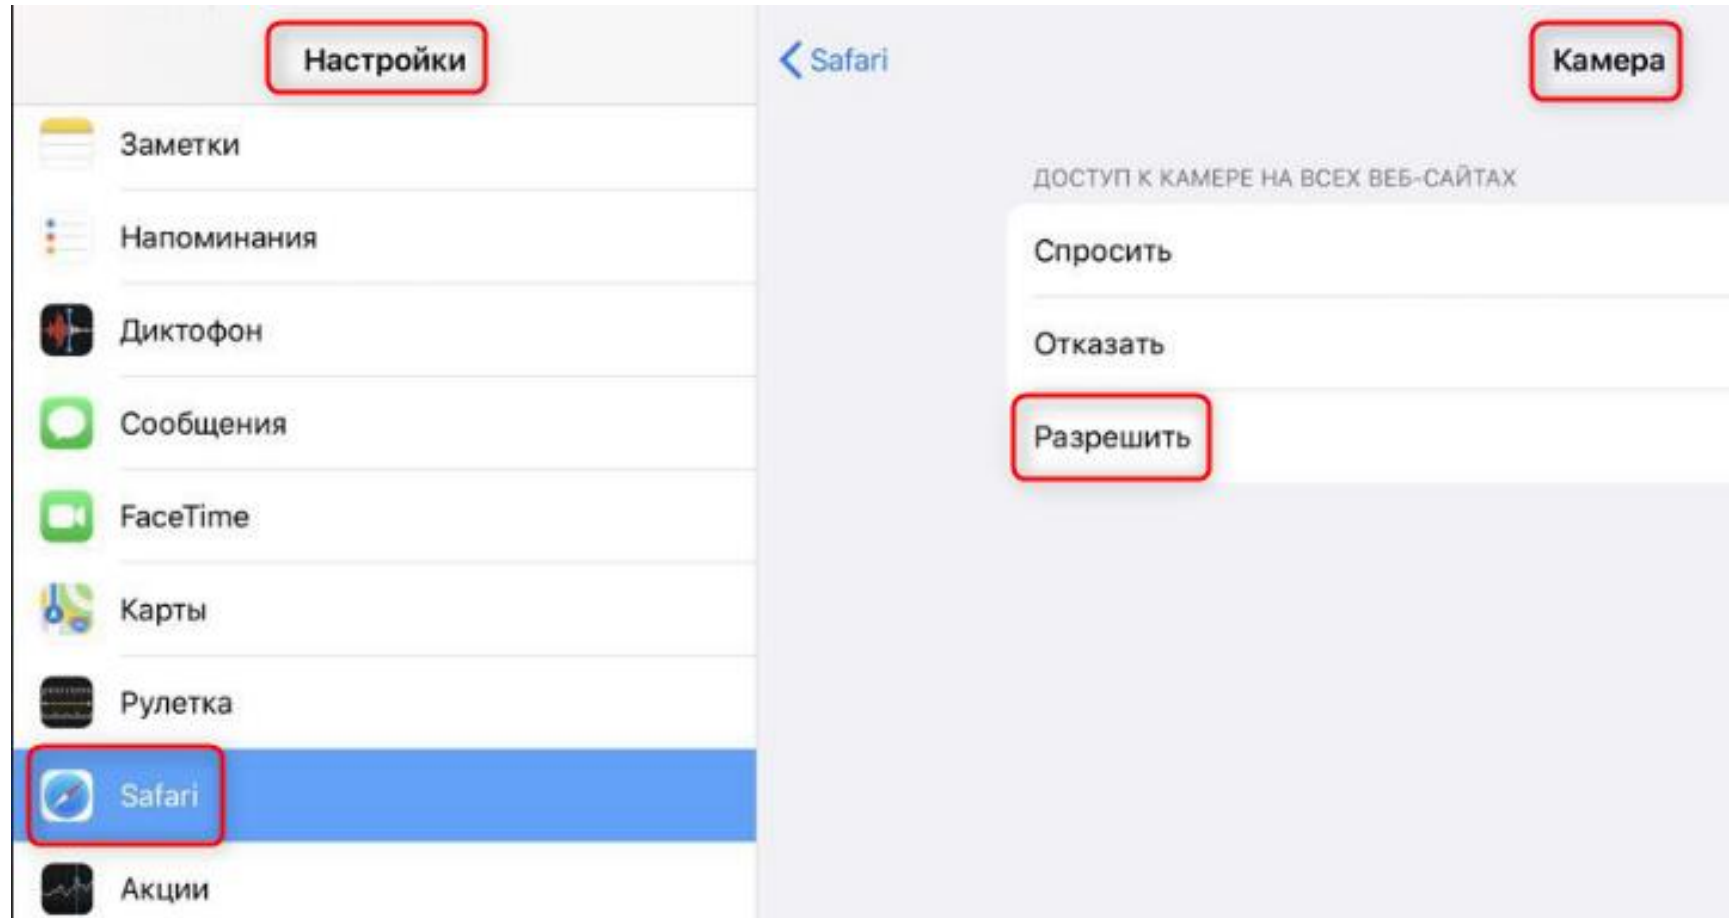 Настройки
Заметки
Напоминания
Диктофон
Сообщения
FaceTime
Карты
Рулетка
Safari
Акции
Safari
Камера
ДОСТУП К КАМЕРЕ НА ВСЕХ ВЕБ-САЙТАХ
Спросить
Отказать
Разрешить